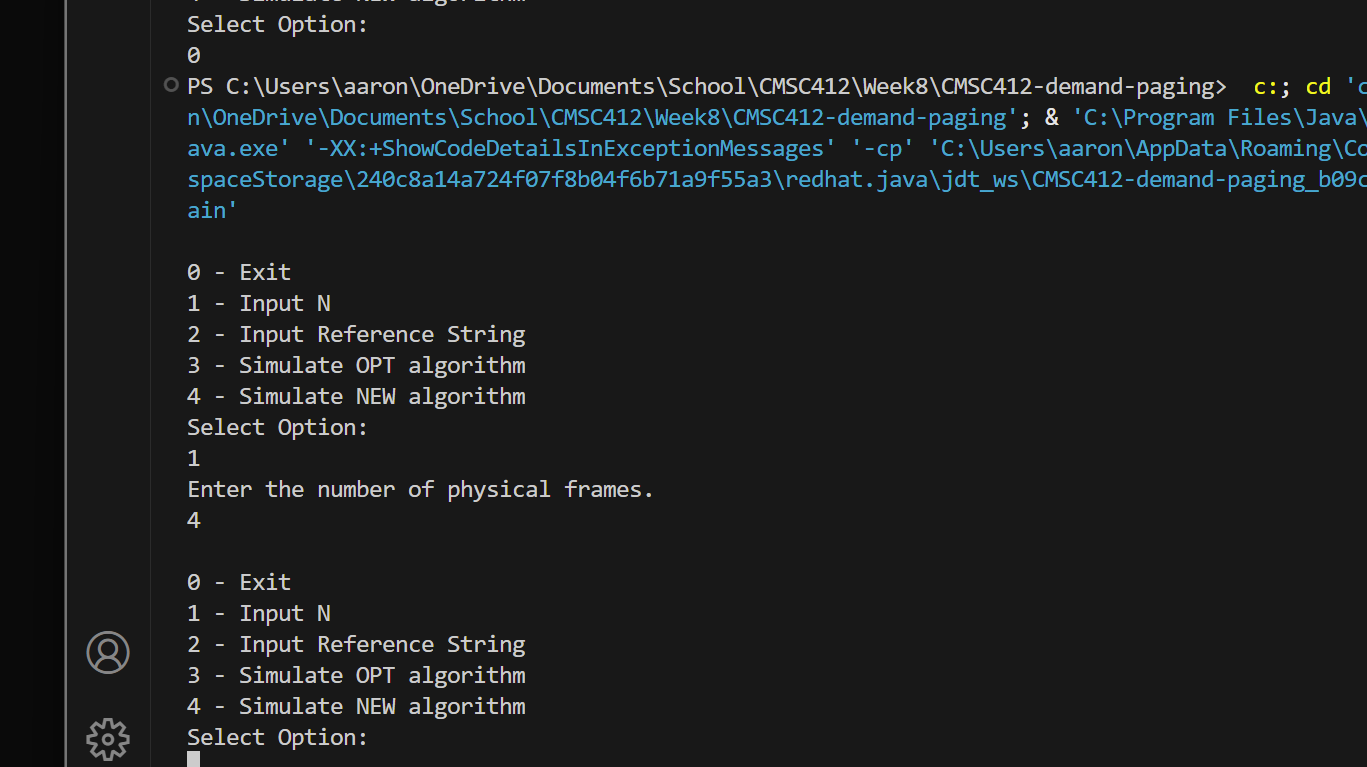 Select Option:
0
PS C:\Users\aaron\OneDrive\Documents\School\CMSC412\Week8\CMSC412-demand-paging>  c:; cd 'c
n\OneDrive\Documents\School\CMSC412\Week8\CMSC412-demand-paging'; & 'C:\Program Files\Java\
ava.exe' '-XX:+ShowCodeDetailsInExceptionMessages' '-cp' 'C:\Users\aaron\AppData\Roaming\Co
spaceStorage\240c8a14a724f07f8b04f6b71a9f55a3\redhat.java\jdt_ws\CMSC412-demand-paging_b09c
ain'
0 - Exit
1 - Input N
2 - Input Reference String
3 - Simulate OPT algorithm
4 - Simulate NEW algorithm
Select Option:
1
Enter the number of physical frames.
4
0 - Exit
1 - Input N
2 - Input Reference String
3 - Simulate OPT algorithm
4 - Simulate NEW algorithm
Select Option: